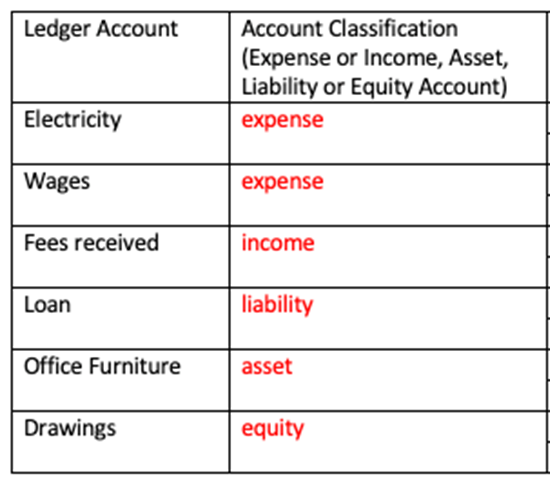 Ledger Account
Account Classification
(Expense or Income, Asset,
Liability or Equity Account)
Electricity
expense
Wages
expense
Fees received
income
Loan
liability
Office Furniture
asset
Drawings
equity